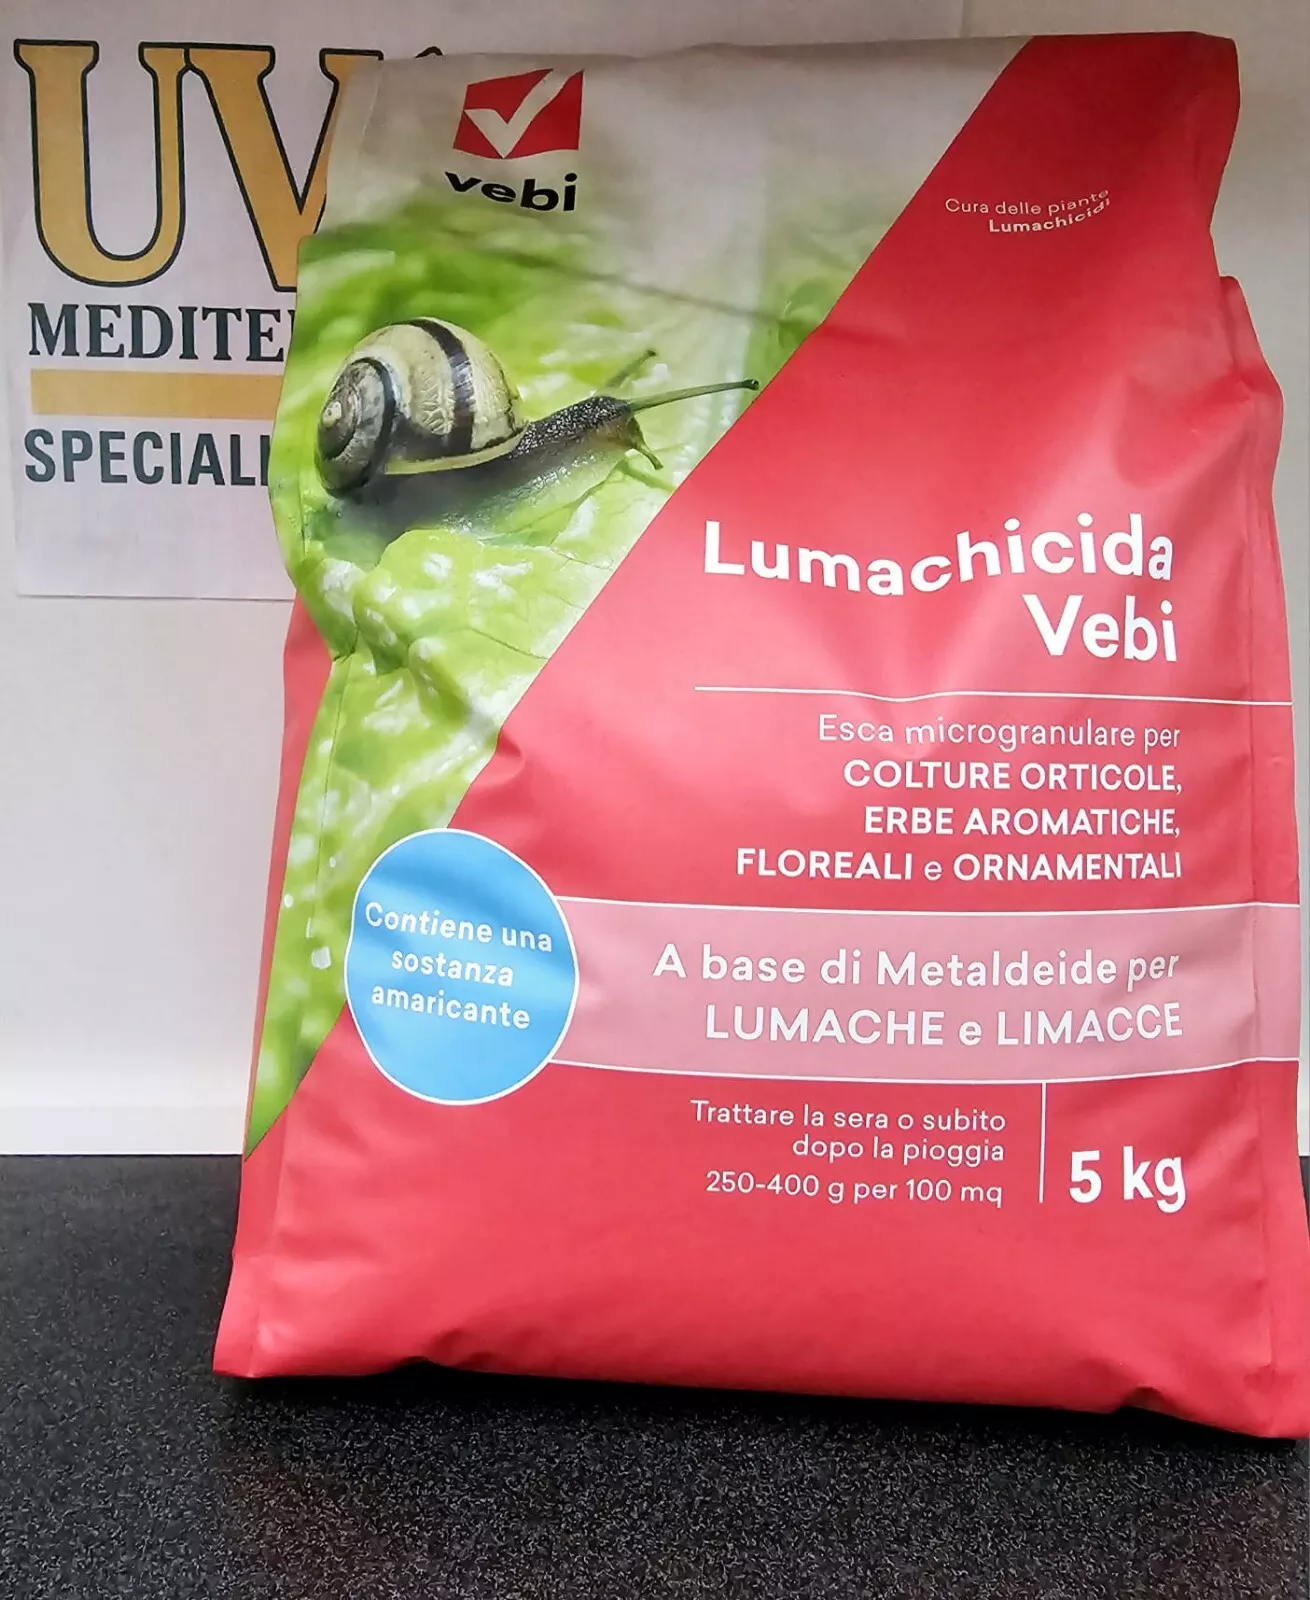 UV
MEDITE
SPECIALI
vebi
Cura delle piante
Lumachicidi
Lumachicida
Vebi
Esca microgranulare per
COLTURE ORTICOLE,
ERBE AROMATICHE,
FLOREALI e ORNAMENTALI
Contiene una
sostanza
amaricante
A base di Metaldeide per
LUMACHE e LIMACCE
Trattare la sera o subito
dopo la pioggia
250-400 g per 100 mq
5 kg